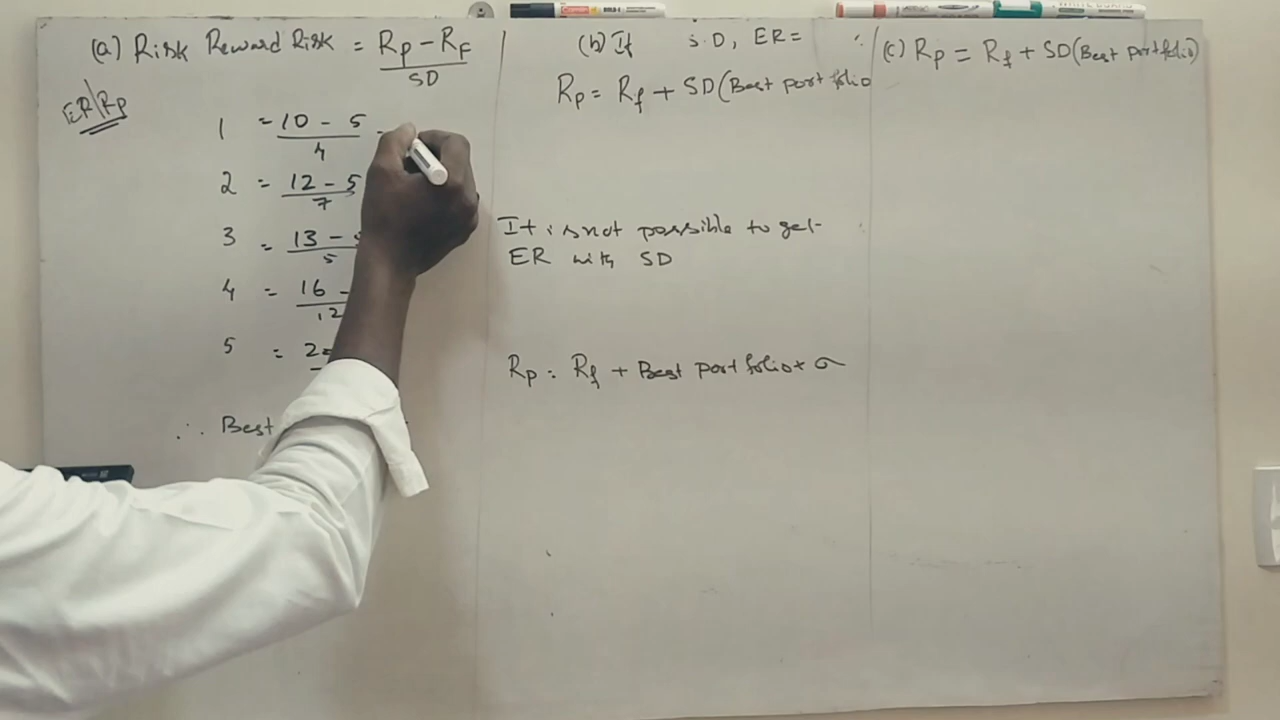 (a) Risk Reward Risk = Rp - RF
SD
ER/Rp
1 = 10 - 5
4
2 = 12 - 5
7
3 = 13 -
5
4 = 16 -
12
5 =
∴ Best
(b) If S.D, ER =
Rp = Rf + SD(Best portfolio
It is not possible to get
ER with SD
Rp = Rf + Best portfolio x σ
(c) Rp = Rf + SD(Best portfolio)